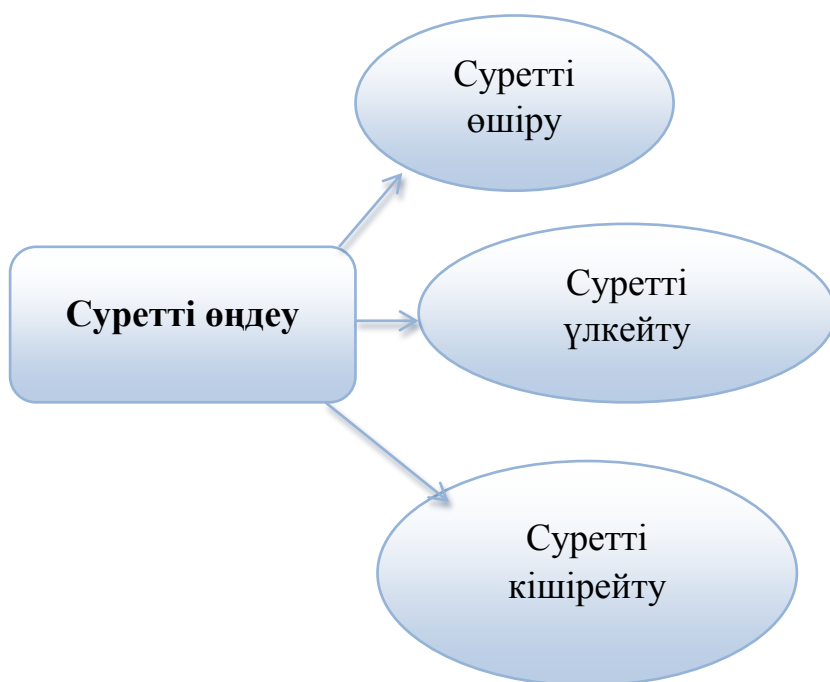 Суретті
өшіру
Суретті өңдеу
Суретті
үлкейту
Суретті
кішірейту